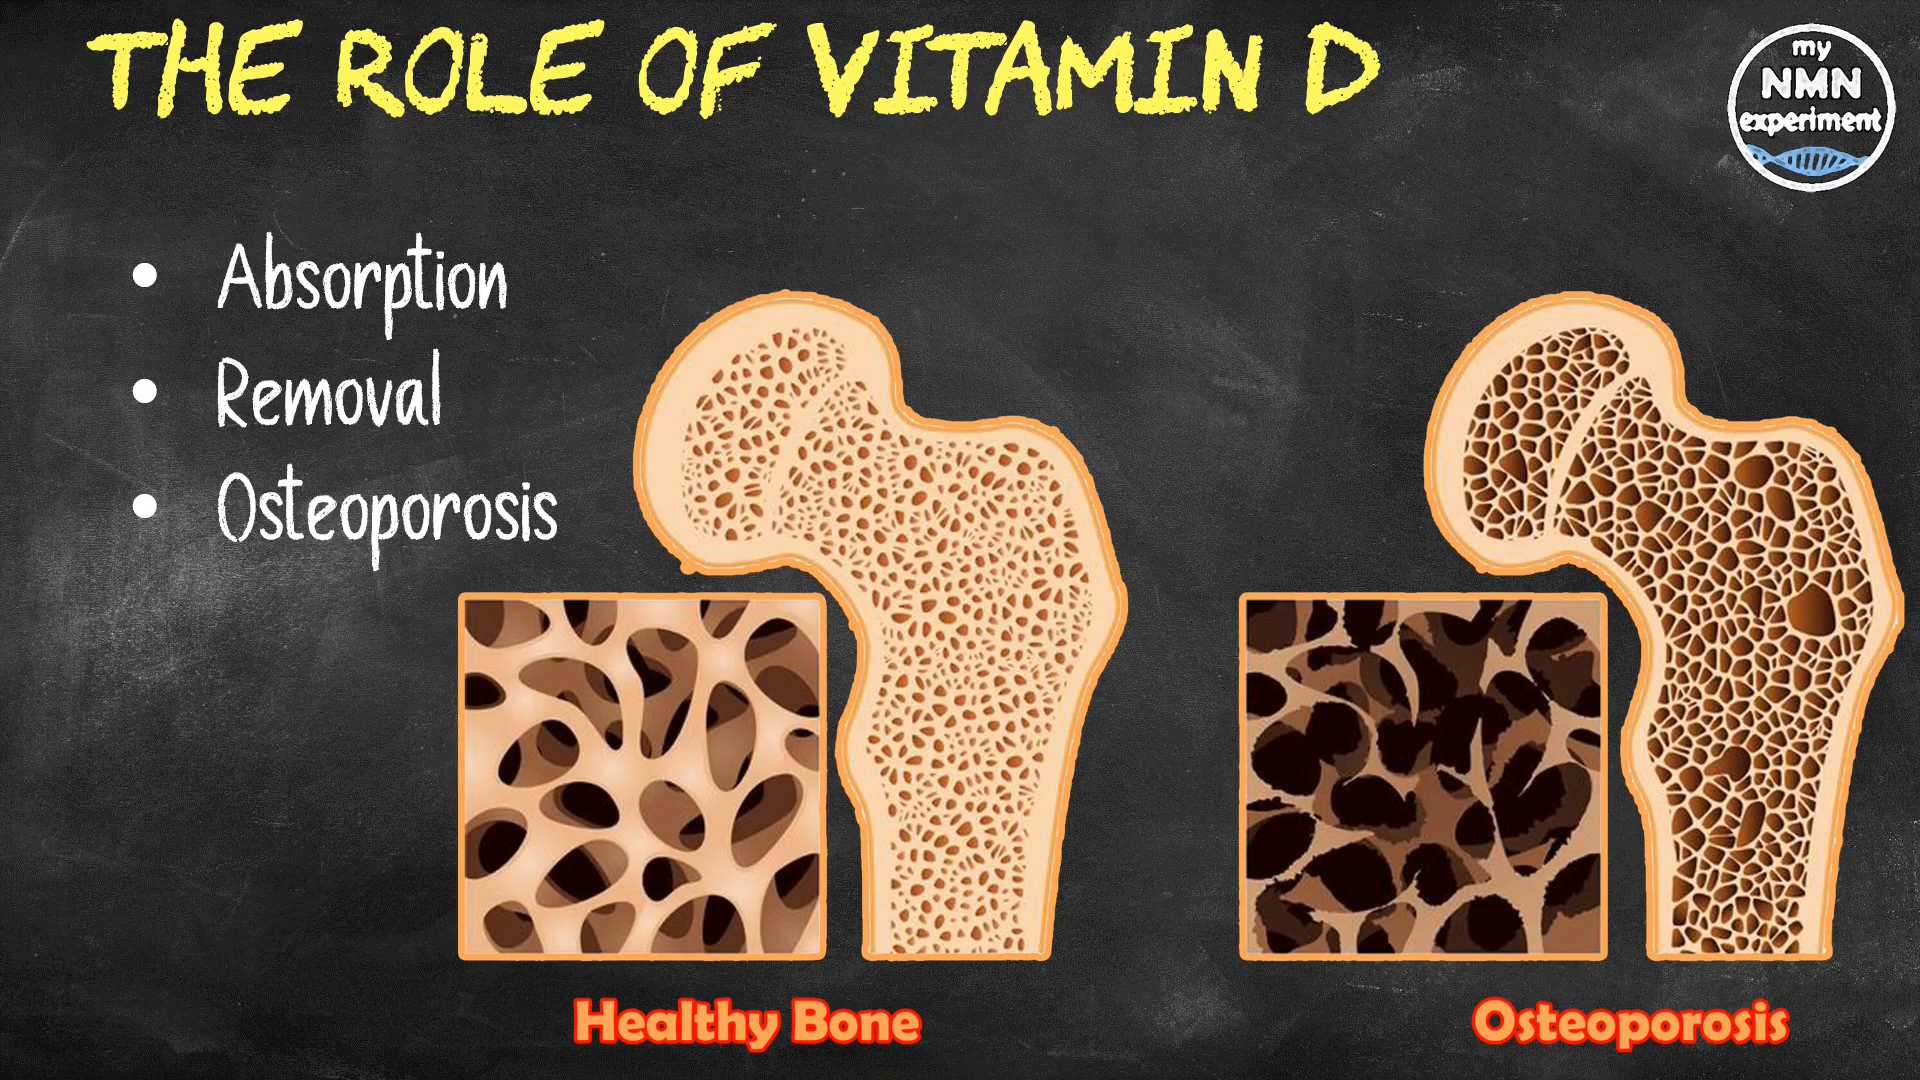 THE ROLE OF VITAMIN D
my
NMN
experiment
• Absorption
• Removal
• Osteoporosis
Healthy Bone
Osteoporosis